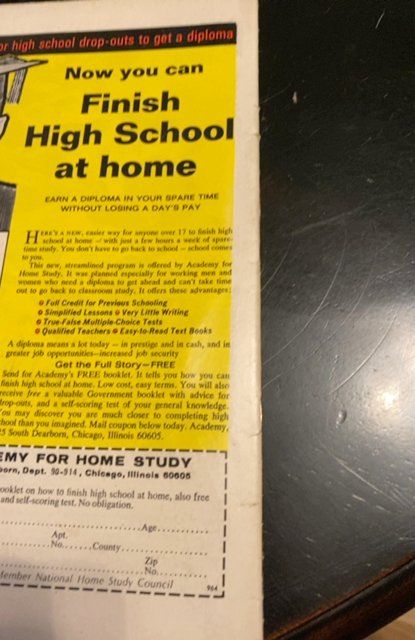 or high school drop-outs to get a diploma
Now you can
Finish
High School
at home
EARN A DIPLOMA IN YOUR SPARE TIME
WITHOUT LOSING A DAY'S PAY
HERE'S A NEW, easier way for anyone over 17 to finish high
school at home — with just a few hours a week of spare-
time study. You don't have to go back to school — school comes
to you.
This new, streamlined program is offered by Academy for
Home Study. It was planned especially for working men and
women who need a diploma to get ahead and can't take time
out to go back to classroom study. It offers these advantages:
Full Credit for Previous Schooling
Simplified Lessons Very Little Writing
True-False Multiple-Choice Tests
Qualified Teachers Easy-to-Read Text Books
A diploma means a lot today — in prestige and in cash, and in
greater job opportunities—increased job security
Get the Full Story—FREE
Send for Academy's FREE booklet. It tells you how you can
finish high school at home. Low cost, easy terms. You will also
receive free a valuable Government booklet with advice for
drop-outs, and a self-scoring test of your general knowledge.
You may discover you are much closer to completing high
hool than you imagined. Mail coupon below today. Academy,
5 South Dearborn, Chicago, Illinois 60605.
EMY FOR HOME STUDY
orn, Dept. 90-914, Chicago, Illinois 60605
ooklet on how to finish high school at home, also free
and self-scoring test. No obligation.
Age
Apt.
No. County
Zip
No.
Member National Home Study Council 964